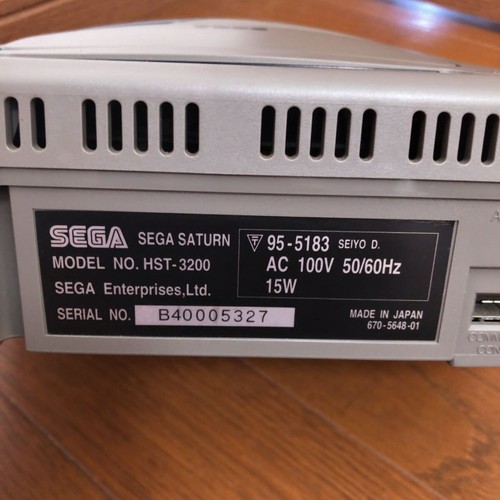 SEGA SEGA SATURN
MODEL NO. HST-3200
SEGA Enterprises,Ltd.
SERIAL NO. B40005327
95-5183 SEIYO D.
AC 100V 50/60Hz
15W
MADE IN JAPAN
670-5648-01